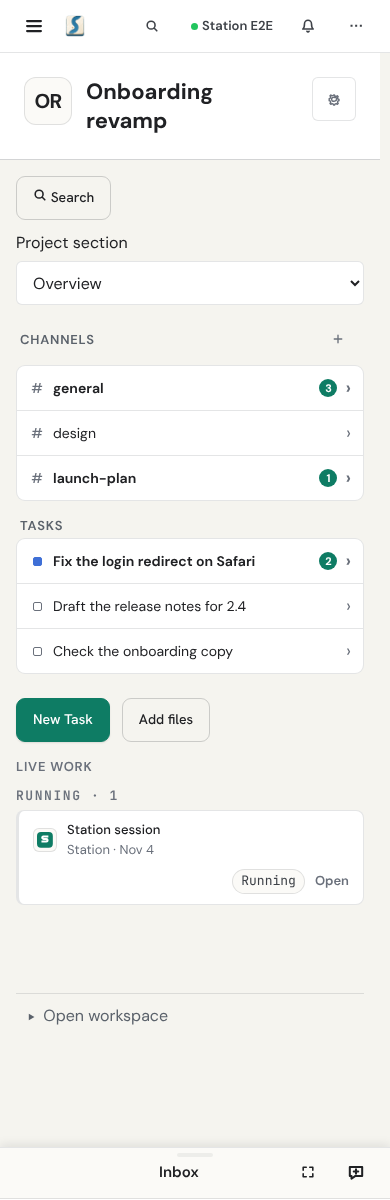 Station E2E
OR
Onboarding
revamp
Search
Project section
Overview
CHANNELS
# general 3
# design
# launch-plan 1
TASKS
Fix the login redirect on Safari 2
Draft the release notes for 2.4
Check the onboarding copy
New Task
Add files
LIVE WORK
RUNNING · 1
Station session
Station · Nov 4
Running
Open
Open workspace
Inbox